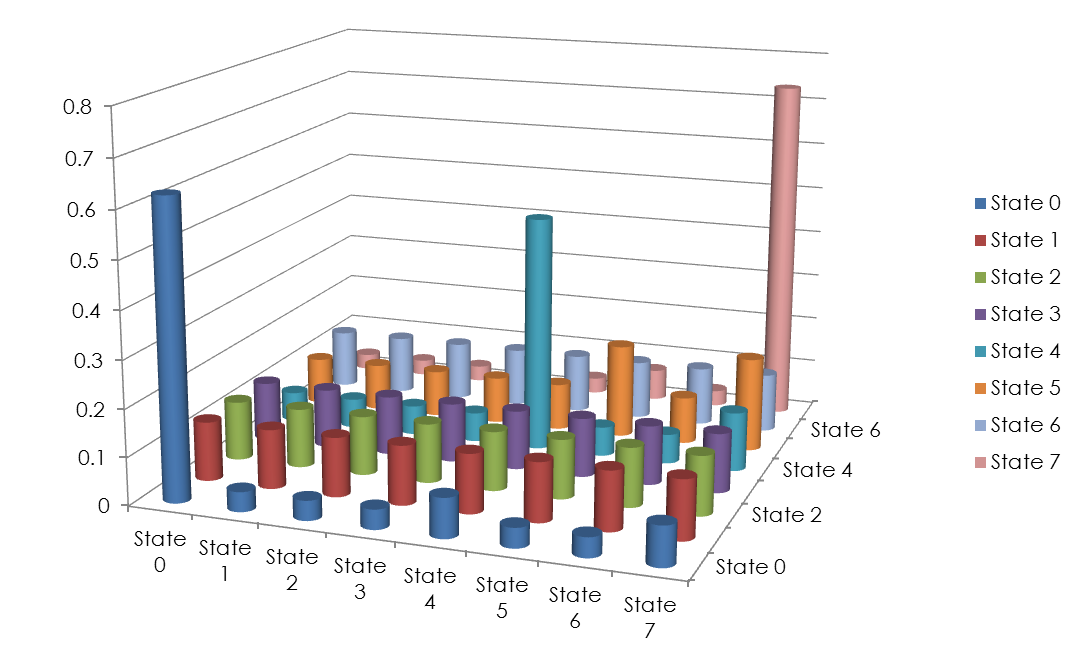 0.8
0.7
0.6
0.5
0.4
0.3
0.2
0.1
0
State
0
State
1
State
2
State
3
State
4
State
5
State
6
State
7
State 0
State 2
State 4
State 6
State 0
State 1
State 2
State 3
State 4
State 5
State 6
State 7